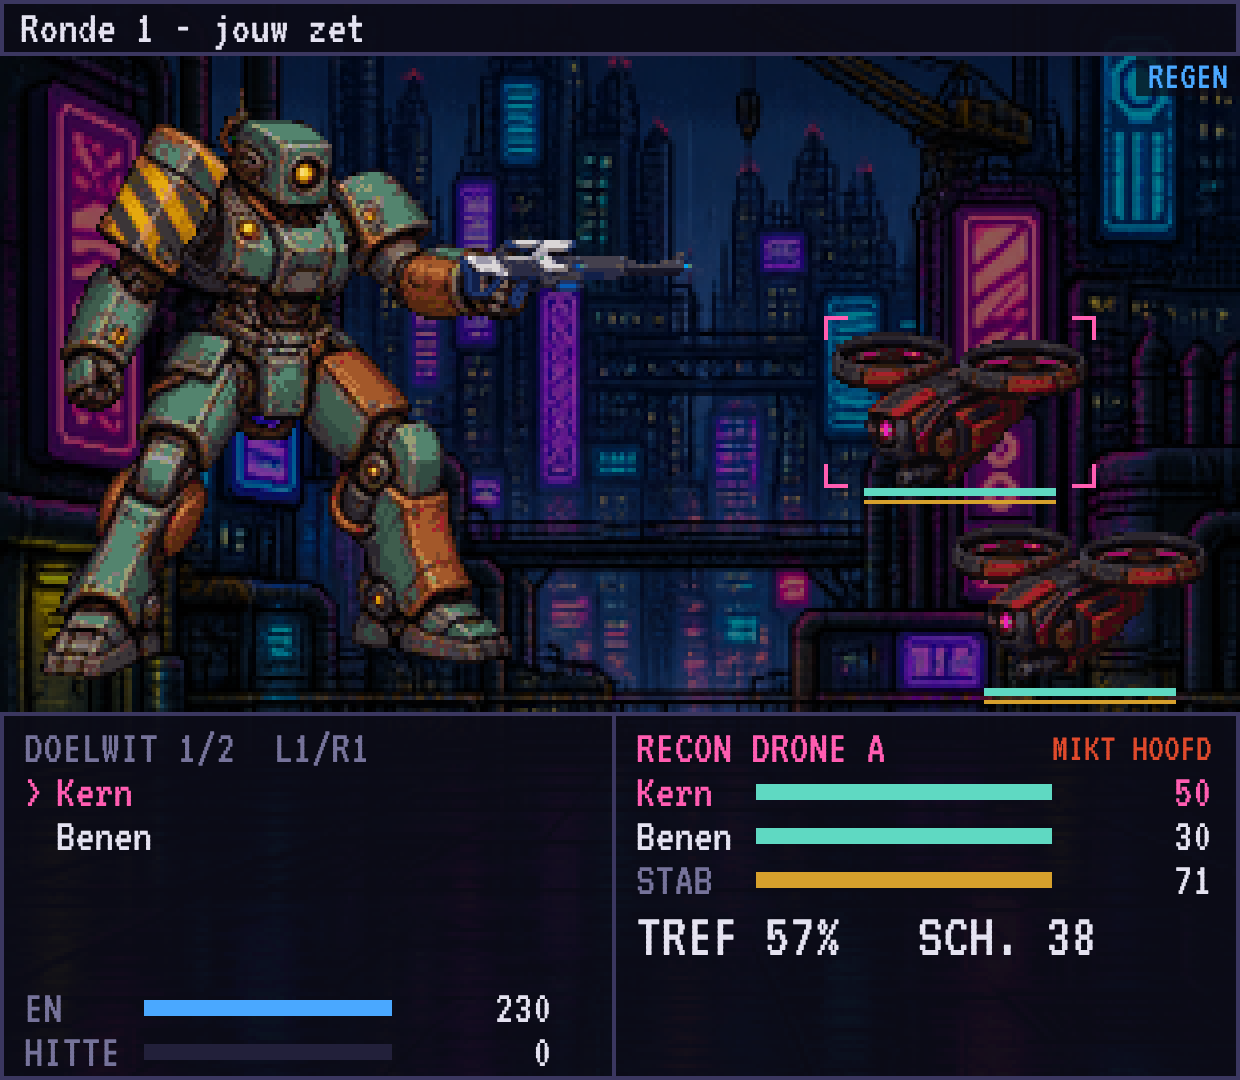 Ronde 1 - jouw zet
REGEN
DOELWIT 1/2 L1/R1
> Kern
Benen
EN 230
HITTE 0
RECON DRONE A MIKT HOOFD
Kern 50
Benen 30
STAB 71
TREF 57% SCH. 38